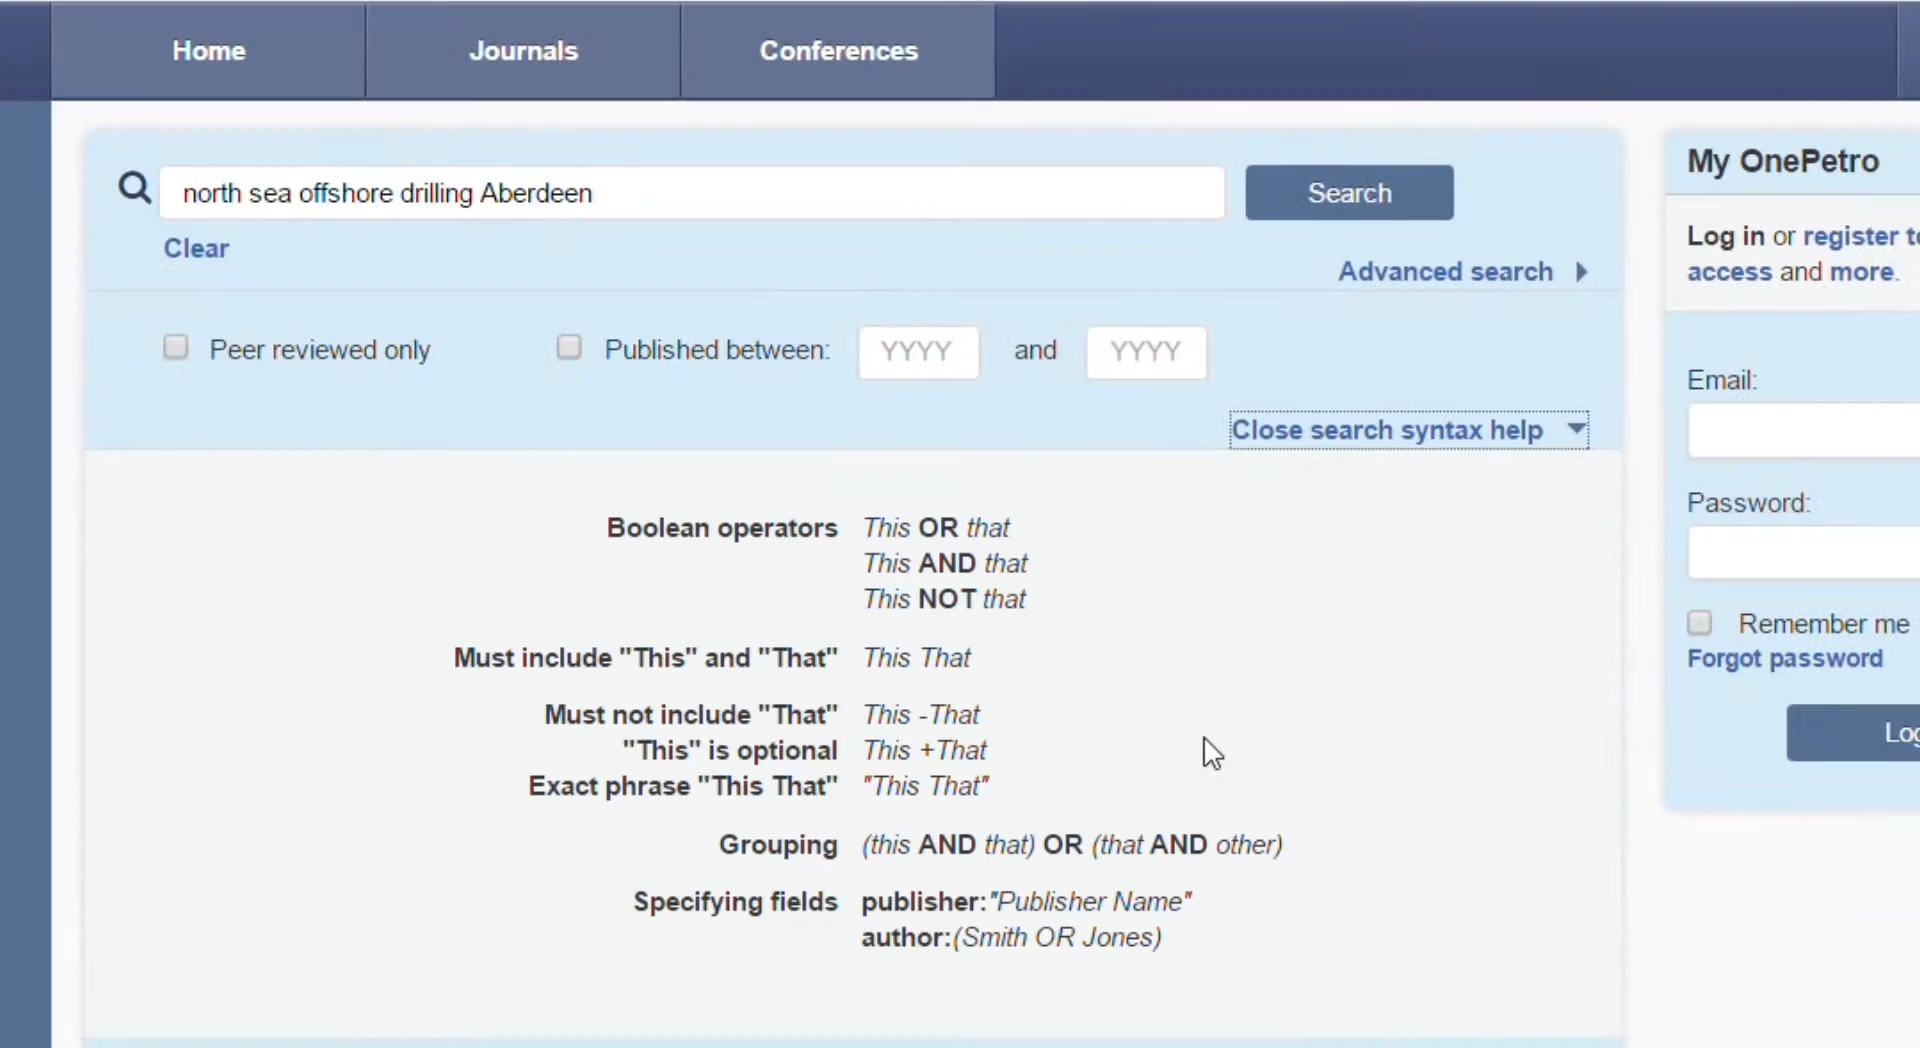 Home
Journals
Conferences
north sea offshore drilling Aberdeen
Search
Clear
Advanced search
Peer reviewed only
Published between:
YYYY
and
YYYY
Close search syntax help
Boolean operators This OR that
This AND that
This NOT that
Must include "This" and "That" This That
Must not include "That" This -That
"This" is optional This +That
Exact phrase "This That" "This That"
Grouping (this AND that) OR (that AND other)
Specifying fields publisher:"Publisher Name"
author:(Smith OR Jones)
My OnePetro
Log in or register
access and more.
Email:
Password:
Remember me
Forgot password